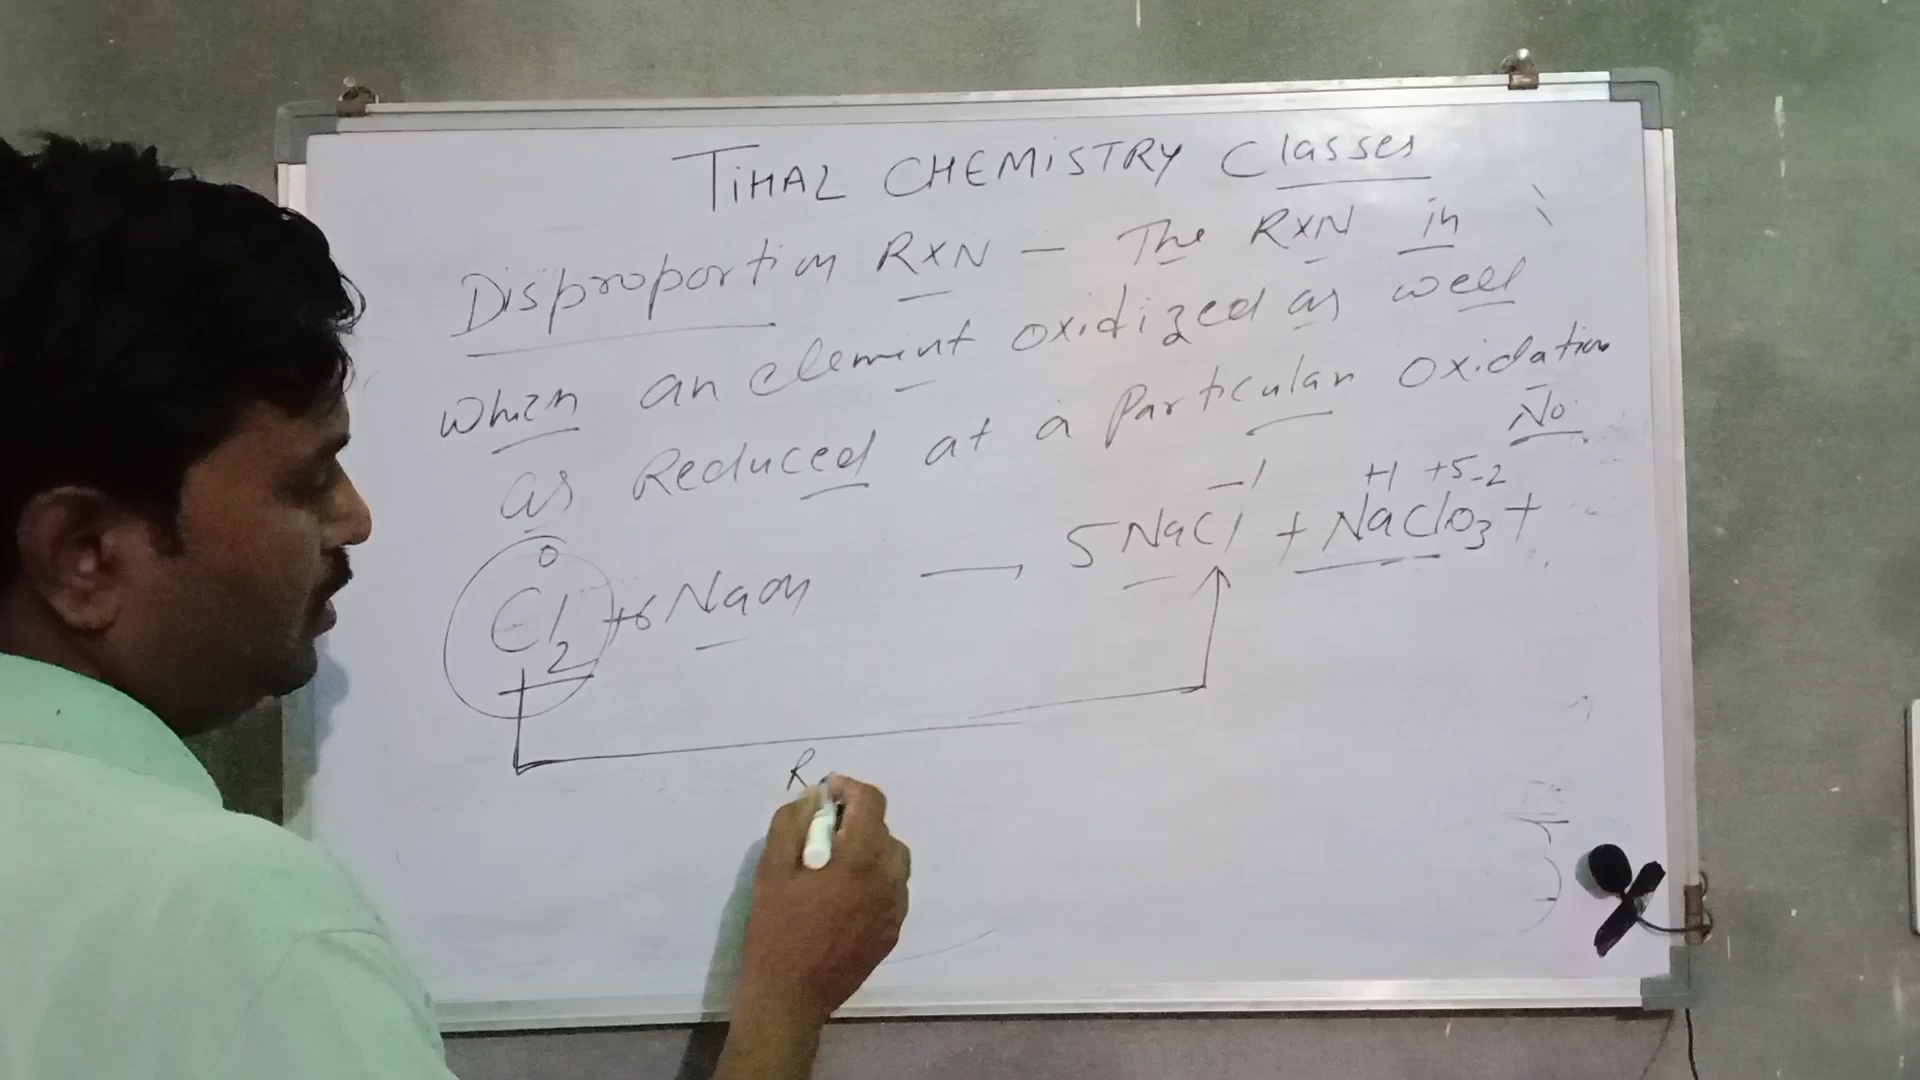 TIHAL CHEMISTRY Classes
Disproportion RXN — The RXN in
when an element oxidized as well
as Reduced at a Particular oxidation
No.
-1 +1 +5 -2
0
Cl2 + 6 NaOH → 5 NaCl + NaClO3 +
R